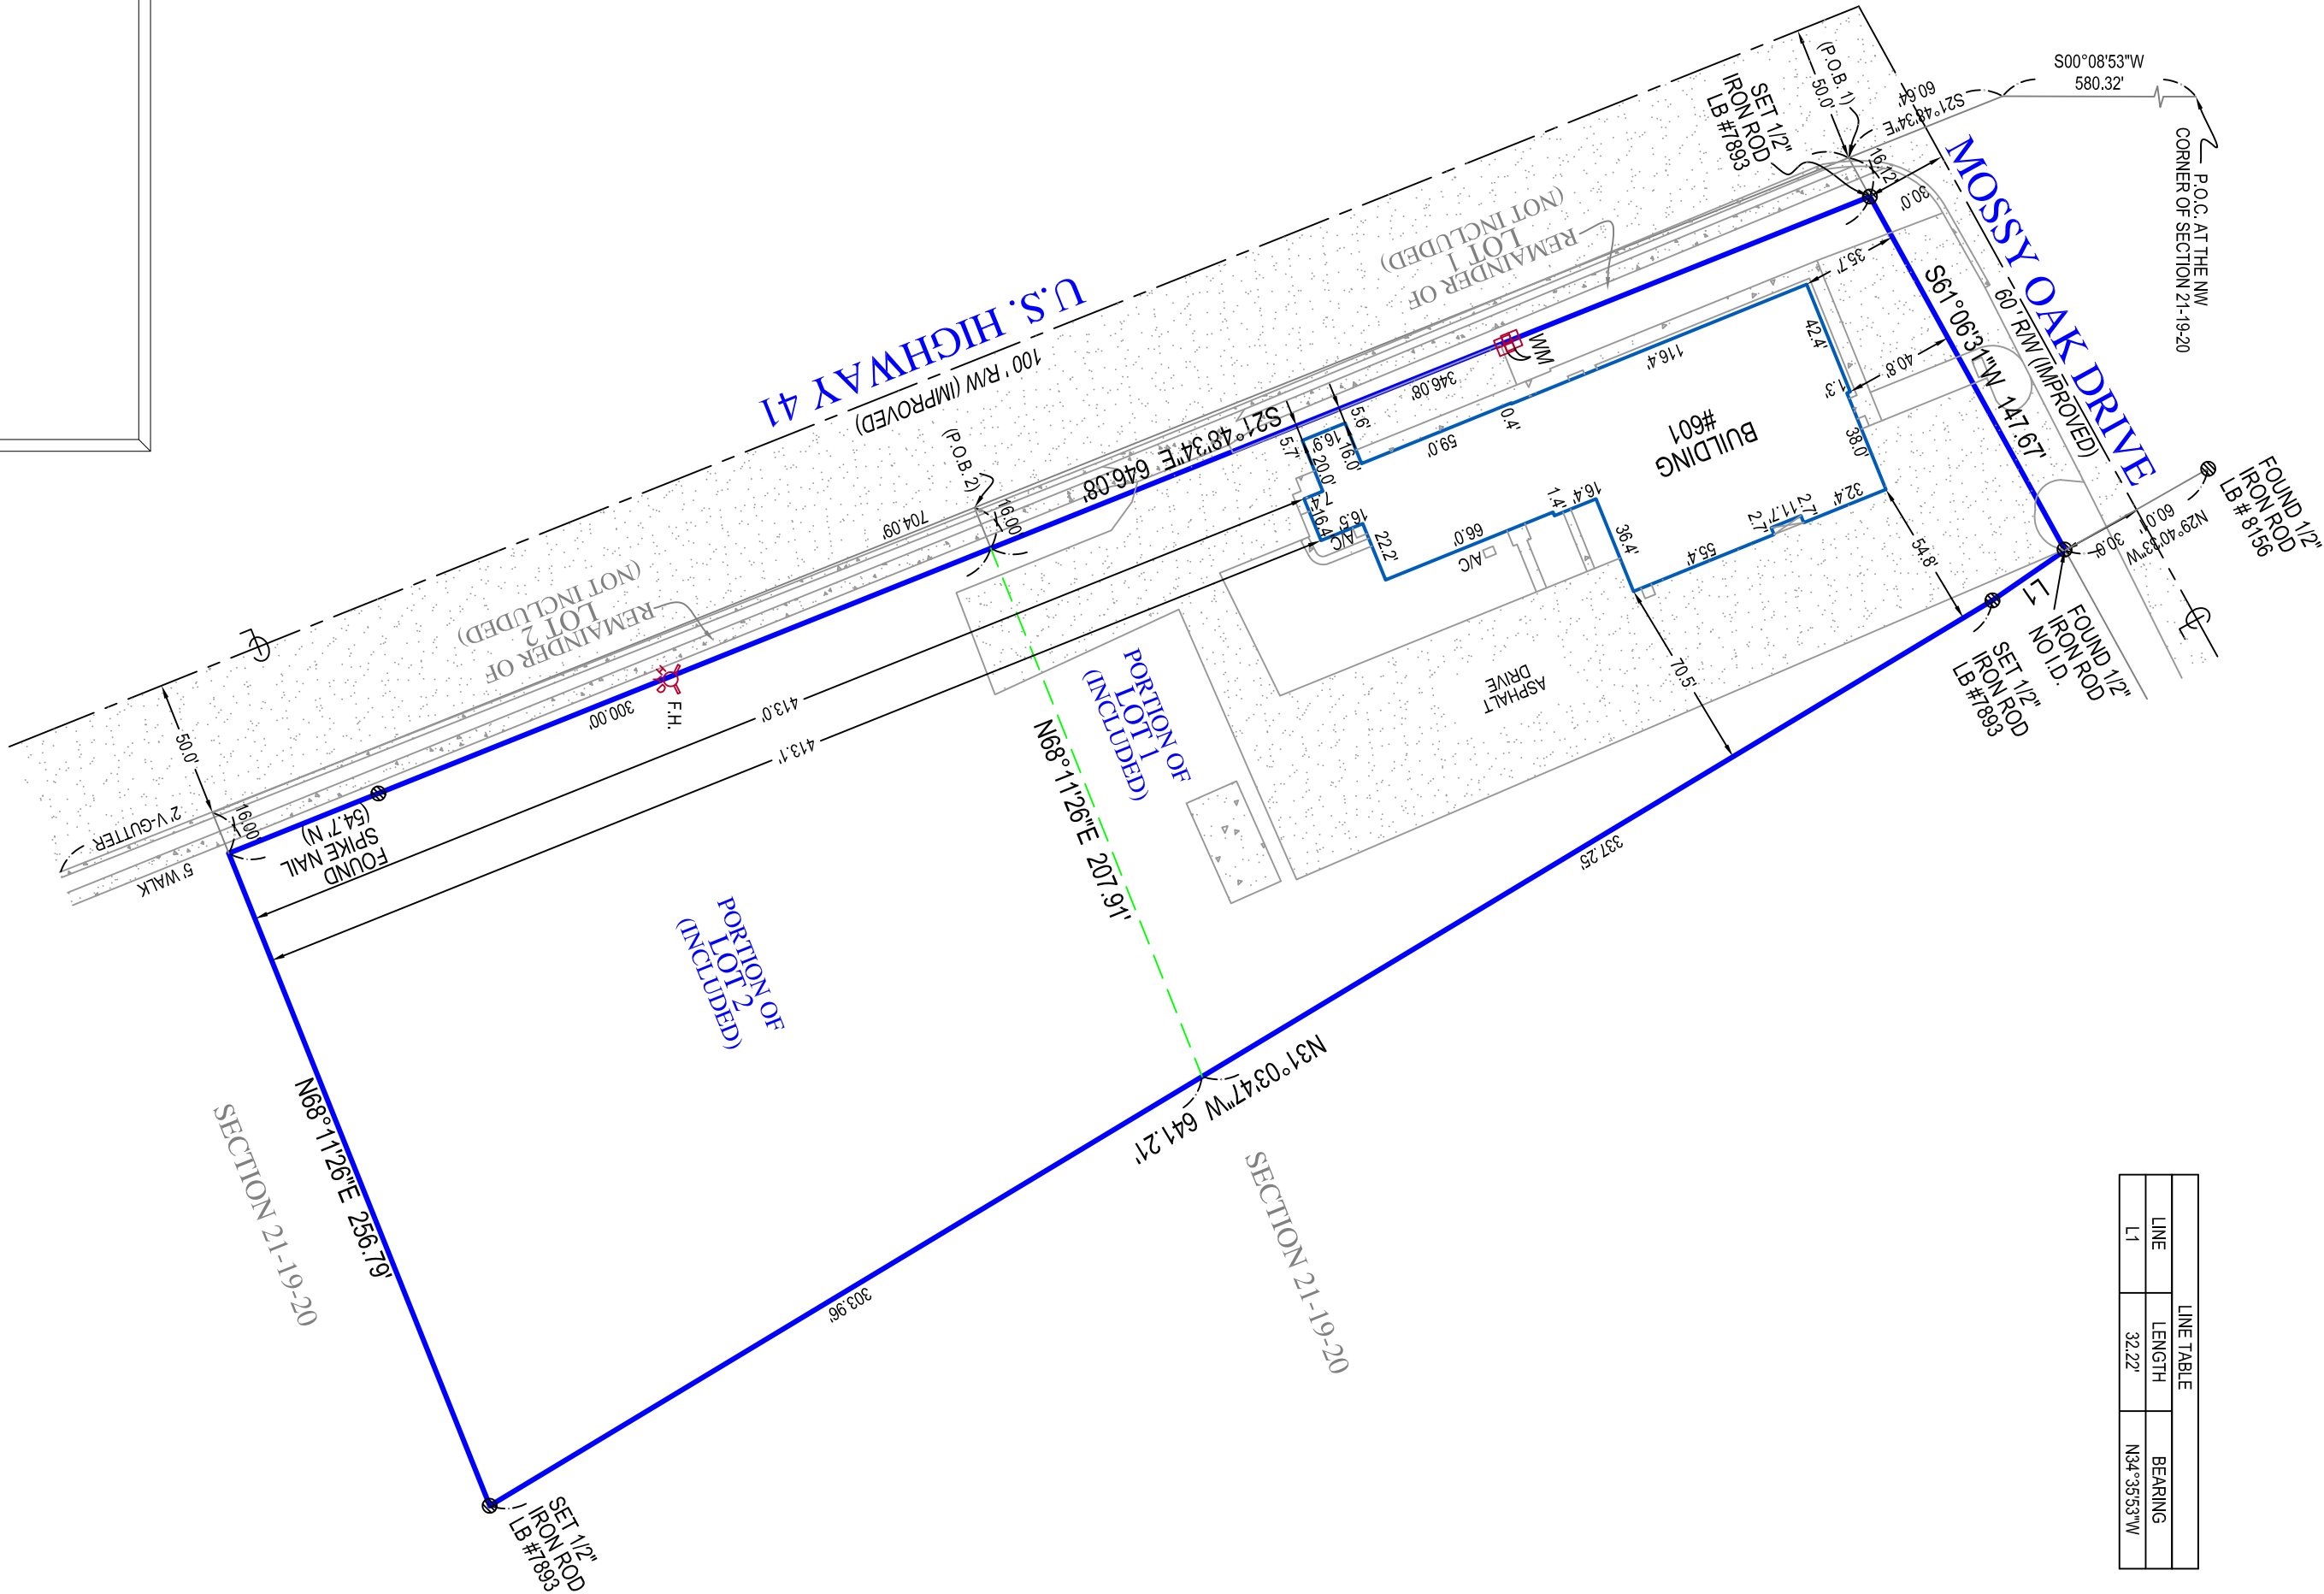 S00°08'53"W
580.32'
P.O.C. AT THE NW
CORNER OF SECTION 21-19-20
S21°48'34"E
60.64'
(P.O.B. 1)
50.0'
16.12'
30.0'
SET 1/2"
IRON ROD
LB #7893
MOSSY OAK DRIVE
60' R/W (IMPROVED)
S61°06'31"W 147.67'
FOUND 1/2"
IRON ROD
LB # 8156
N29°40'53"W
60.01'
30.0'
L1
FOUND 1/2"
IRON ROD
NO I.D.
SET 1/2"
IRON ROD
LB #7893
U.S. HIGHWAY 41
100' R/W (IMPROVED)
REMAINDER OF
LOT 1
(NOT INCLUDED)
35.7'
42.4'
40.8'
1.3'
38.0'
116.4'
WM
346.08'
0.4'
59.0'
BUILDING
#601
5.6'
16.0'
16.9'
5.7'
20.0'
7.4'
16.4'
16.5'
A/C
22.2'
66.0'
A/C
1.4'
16.4'
36.4'
55.4'
2.7'
11.7'
2.7'
32.4'
54.8'
70.5'
ASPHALT
DRIVE
S21°48'34"E 646.08'
(P.O.B. 2)
16.00'
704.09'
REMAINDER OF
LOT 2
(NOT INCLUDED)
F.H.
300.00'
413.0'
413.1'
50.0'
16.00'
2' V-GUTTER
5' WALK
FOUND
SPIKE NAIL
(54.7' N)
PORTION OF
LOT 1
(INCLUDED)
N68°11'26"E 207.91'
PORTION OF
LOT 2
(INCLUDED)
337.25'
N31°03'47"W 641.21'
303.96'
N68°11'26"E 256.79'
SECTION 21-19-20
SECTION 21-19-20
SET 1/2"
IRON ROD
LB #7893
LINE TABLE
LINE LENGTH BEARING
L1 32.22' N34°35'53"W